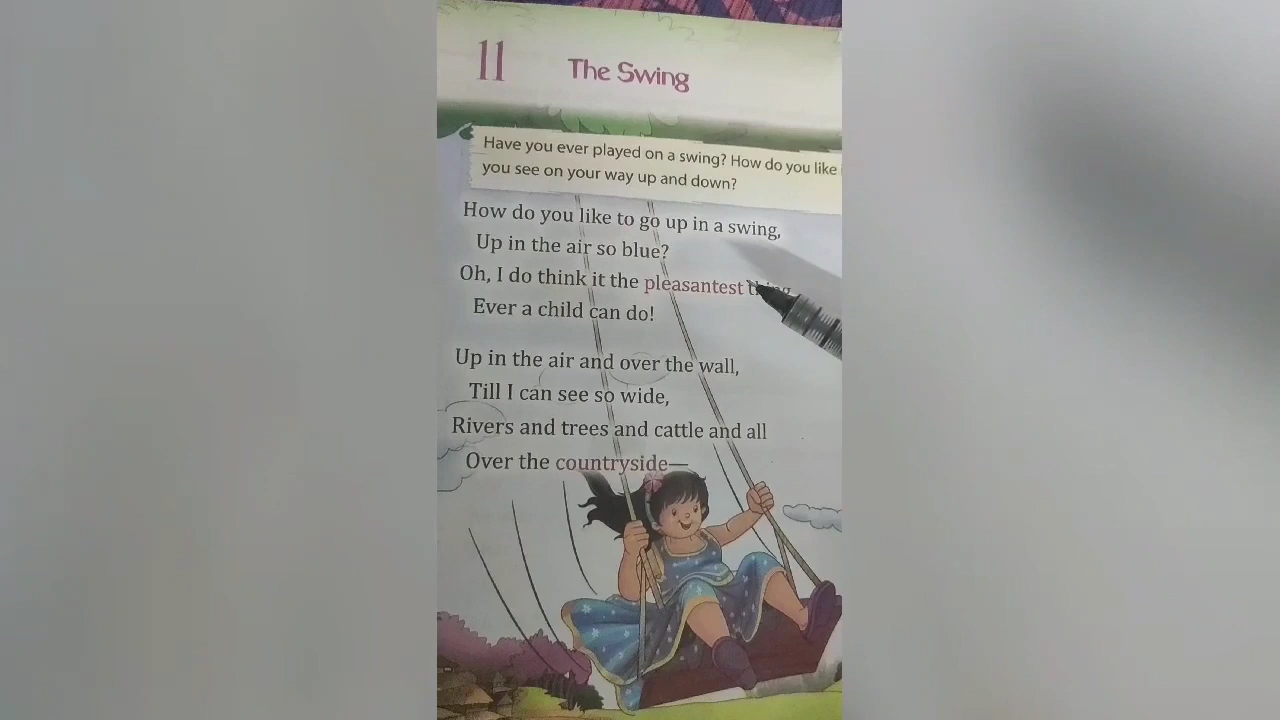 11
The Swing
Have you ever played on a swing? How do you like
you see on your way up and down?
How do you like to go up in a swing,
Up in the air so blue?
Oh, I do think it the pleasantest thing
Ever a child can do!
Up in the air and over the wall,
Till I can see so wide,
Rivers and trees and cattle and all
Over the countryside—